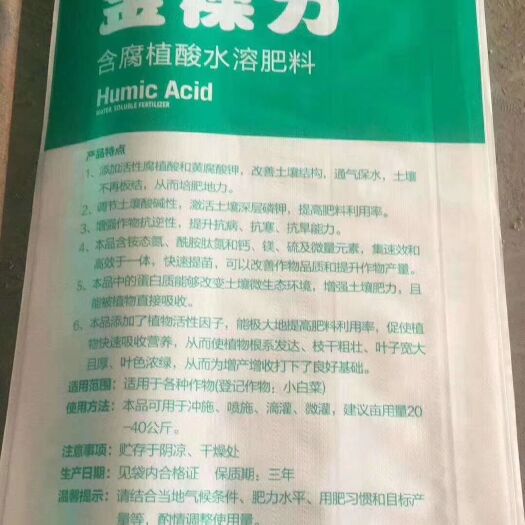 含腐植酸水溶肥料
Humic Acid
WATER SOLUBLE FERTILIZER
产品特点
1、添加活性腐植酸和黄腐酸钾，改善土壤结构，通气保水，土壤
不再板结，从而培肥地力。
2、调节土壤酸碱性，激活土壤深层磷钾，提高肥料利用率。
3、增强作物抗逆性，提升抗病、抗寒、抗旱能力。
4、本品含铵态氮、酰胺肽氮和钙、镁、硫及微量元素，集速效和
高效于一体，快速提苗，可以改善作物品质和提升作物产量。
5、本品中的蛋白质能够改变土壤微生态环境，增强土壤肥力，且
能被植物直接吸收。
6、本品添加了植物活性因子，能极大地提高肥料利用率，促使植
物快速吸收营养，从而使植物根系发达、枝干粗壮、叶子宽大
且厚、叶色浓绿，从而为增产增收打下了良好基础。
适用范围：适用于各种作物(登记作物：小白菜)
使用方法：本品可用于冲施、喷施、滴灌、微灌，建议亩用量20
-40公斤。
注意事项：贮存于阴凉、干燥处
生产日期：见袋内合格证 保质期：三年
温馨提示：请结合当地气候条件、肥力水平、用肥习惯和目标产
量等，酌情调整使用量。